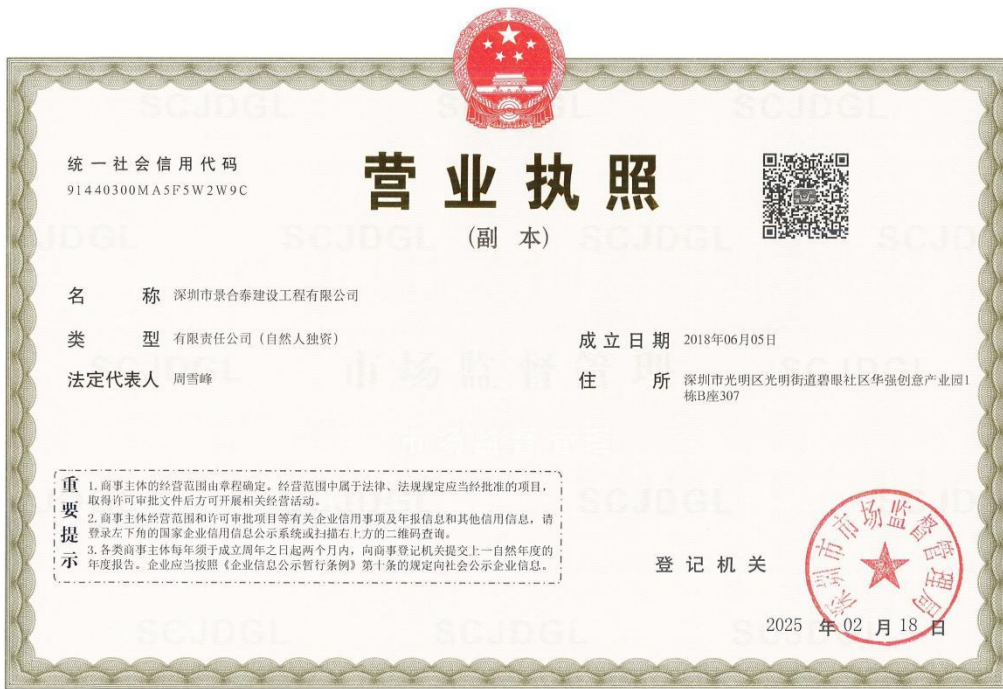 统一社会信用代码
91440300MA5F5W2W9C
营业执照
(副 本)
名 称 深圳市景合泰建设工程有限公司
类 型 有限责任公司（自然人独资）
法定代表人 周雪峰
成立日期 2018年06月05日
住 所 深圳市光明区光明街道碧眼社区华强创意产业园1
栋B座307
重要提示
1.商事主体的经营范围由章程确定。经营范围中属于法律、法规规定应当经批准的项目，
取得许可审批文件后方可开展相关经营活动。
2.商事主体经营范围和许可审批项目等有关企业信用事项及年报信息和其他信用信息，请
登录左下角的国家企业信用信息公示系统或扫描右上方的二维码查询。
3.各类商事主体每年须于成立周年之日起两个月内，向商事登记机关提交上一自然年度的
年度报告。企业应当按照《企业信息公示暂行条例》第十条的规定向社会公示企业信息。
登记机关
深圳市市场监督管理局
2025 年 02 月 18 日
SCJDGL
市场监督管理